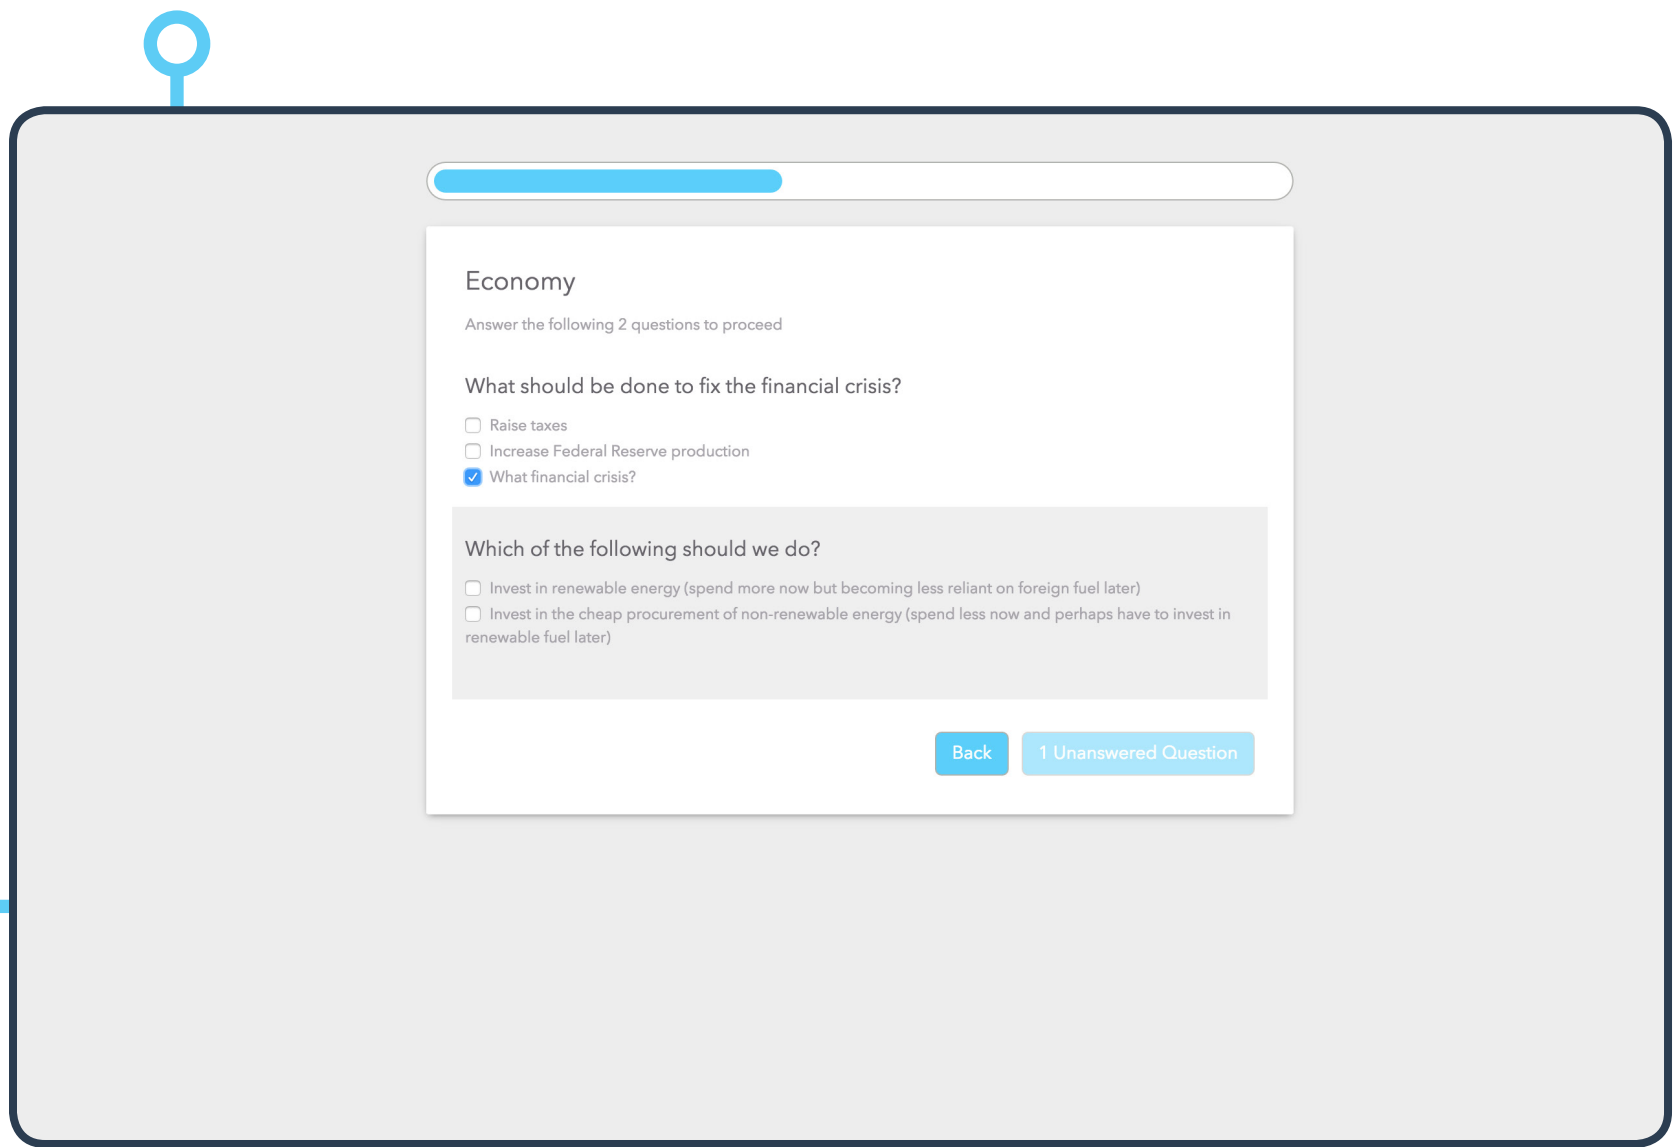 Economy
Answer the following 2 questions to proceed
What should be done to fix the financial crisis?
Raise taxes
Increase Federal Reserve production
What financial crisis?
Which of the following should we do?
Invest in renewable energy (spend more now but becoming less reliant on foreign fuel later)
Invest in the cheap procurement of non-renewable energy (spend less now and perhaps have to invest in
renewable fuel later)
Back
1 Unanswered Question